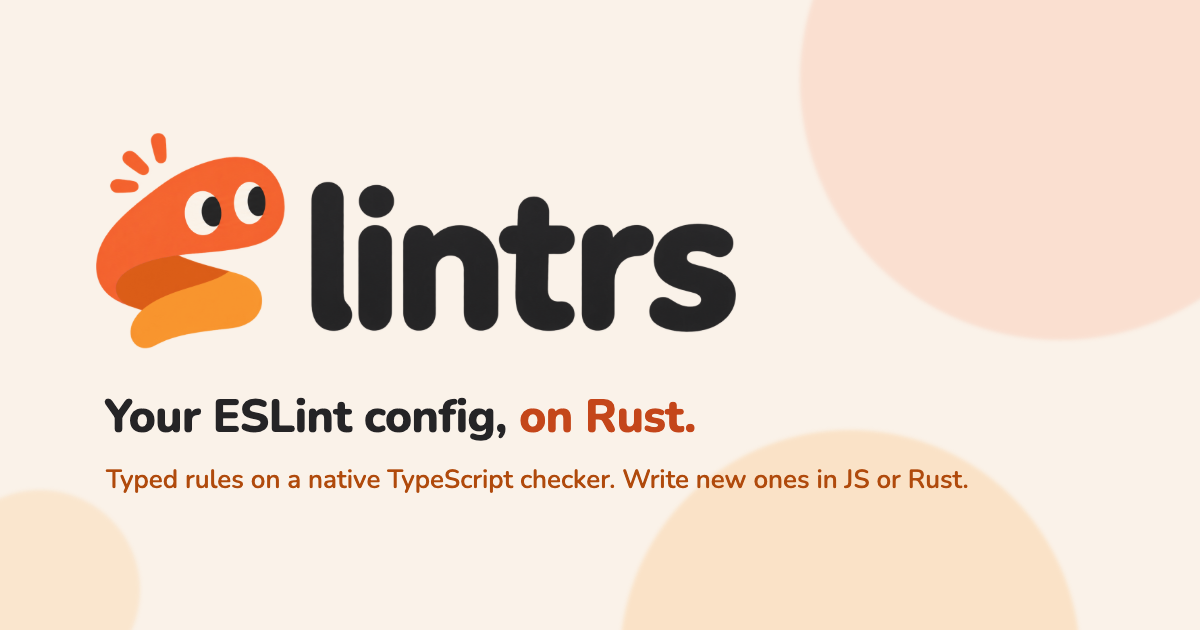 lintrs
Your ESLint config, on Rust.
Typed rules on a native TypeScript checker. Write new ones in JS or Rust.